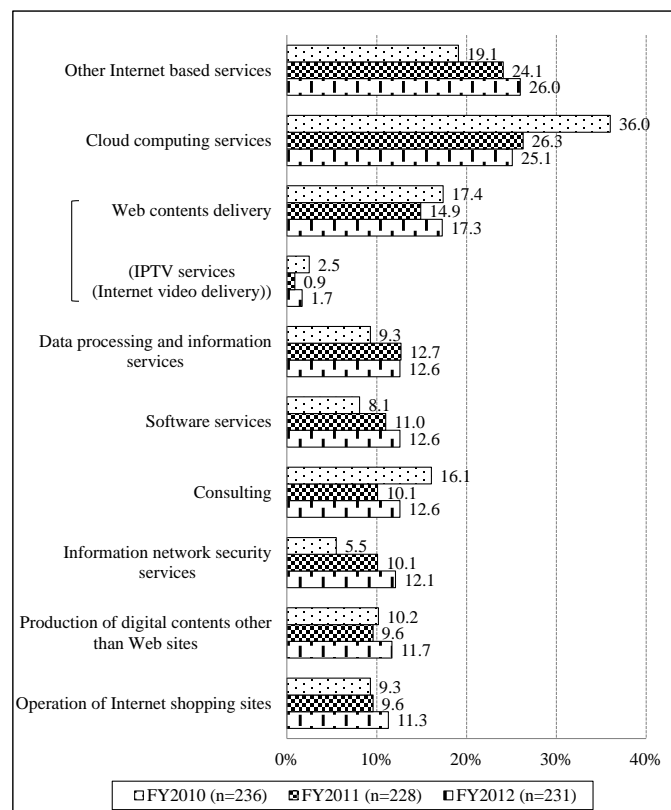 Other Internet based services
19.1
24.1
26.0
Cloud computing services
36.0
26.3
25.1
Web contents delivery
17.4
14.9
17.3
(IPTV services
(Internet video delivery))
2.5
0.9
1.7
Data processing and information
services
9.3
12.7
12.6
Software services
8.1
11.0
12.6
Consulting
16.1
10.1
12.6
Information network security
services
5.5
10.1
12.1
Production of digital contents other
than Web sites
10.2
9.6
11.7
Operation of Internet shopping sites
9.3
9.6
11.3
0% 10% 20% 30% 40%
FY2010 (n=236) FY2011 (n=228) FY2012 (n=231)